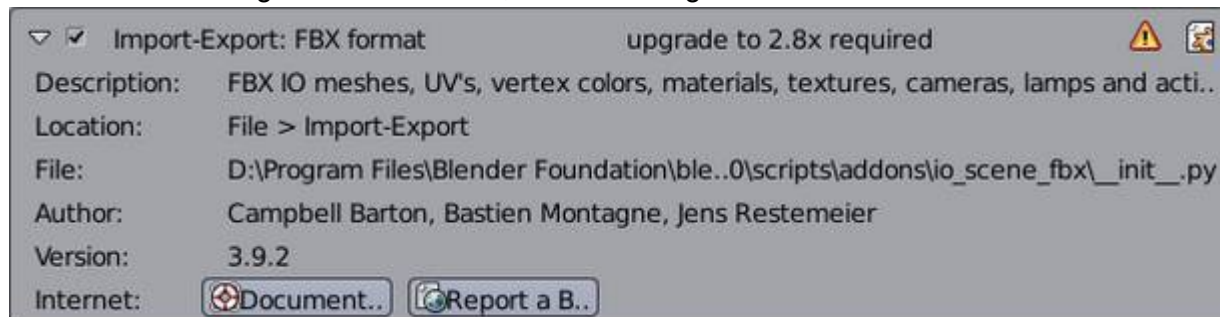 Import-Export: FBX format upgrade to 2.8x required
Description: FBX IO meshes, UV's, vertex colors, materials, textures, cameras, lamps and acti..
Location: File > Import-Export
File: D:\Program Files\Blender Foundation\ble..0\scripts\addons\io_scene_fbx\__init__.py
Author: Campbell Barton, Bastien Montagne, Jens Restemeier
Version: 3.9.2
Internet: Document.. Report a B..